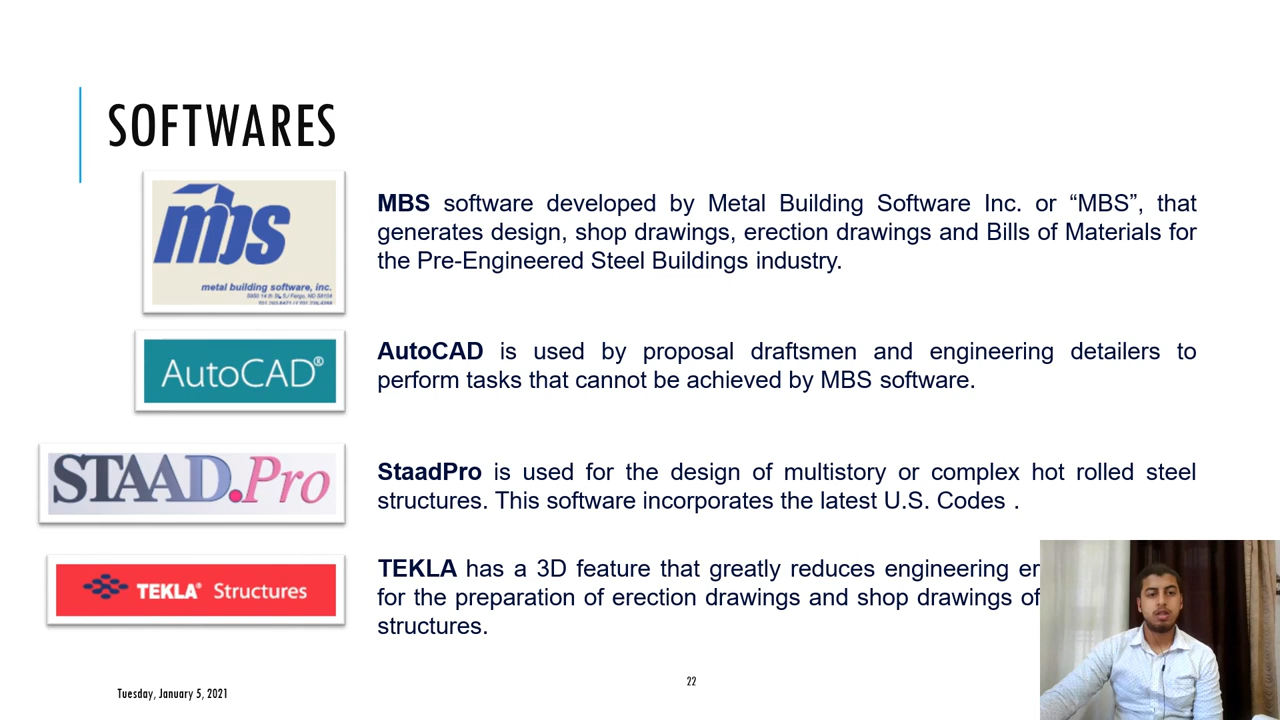 SOFTWARES
mbs
metal building software, inc.
MBS software developed by Metal Building Software Inc. or “MBS”, that
generates design, shop drawings, erection drawings and Bills of Materials for
the Pre-Engineered Steel Buildings industry.
AutoCAD®
AutoCAD is used by proposal draftsmen and engineering detailers to
perform tasks that cannot be achieved by MBS software.
STAAD.Pro
StaadPro is used for the design of multistory or complex hot rolled steel
structures. This software incorporates the latest U.S. Codes .
TEKLA® Structures
TEKLA has a 3D feature that greatly reduces engineering er
for the preparation of erection drawings and shop drawings of
structures.
Tuesday, January 5, 2021
22